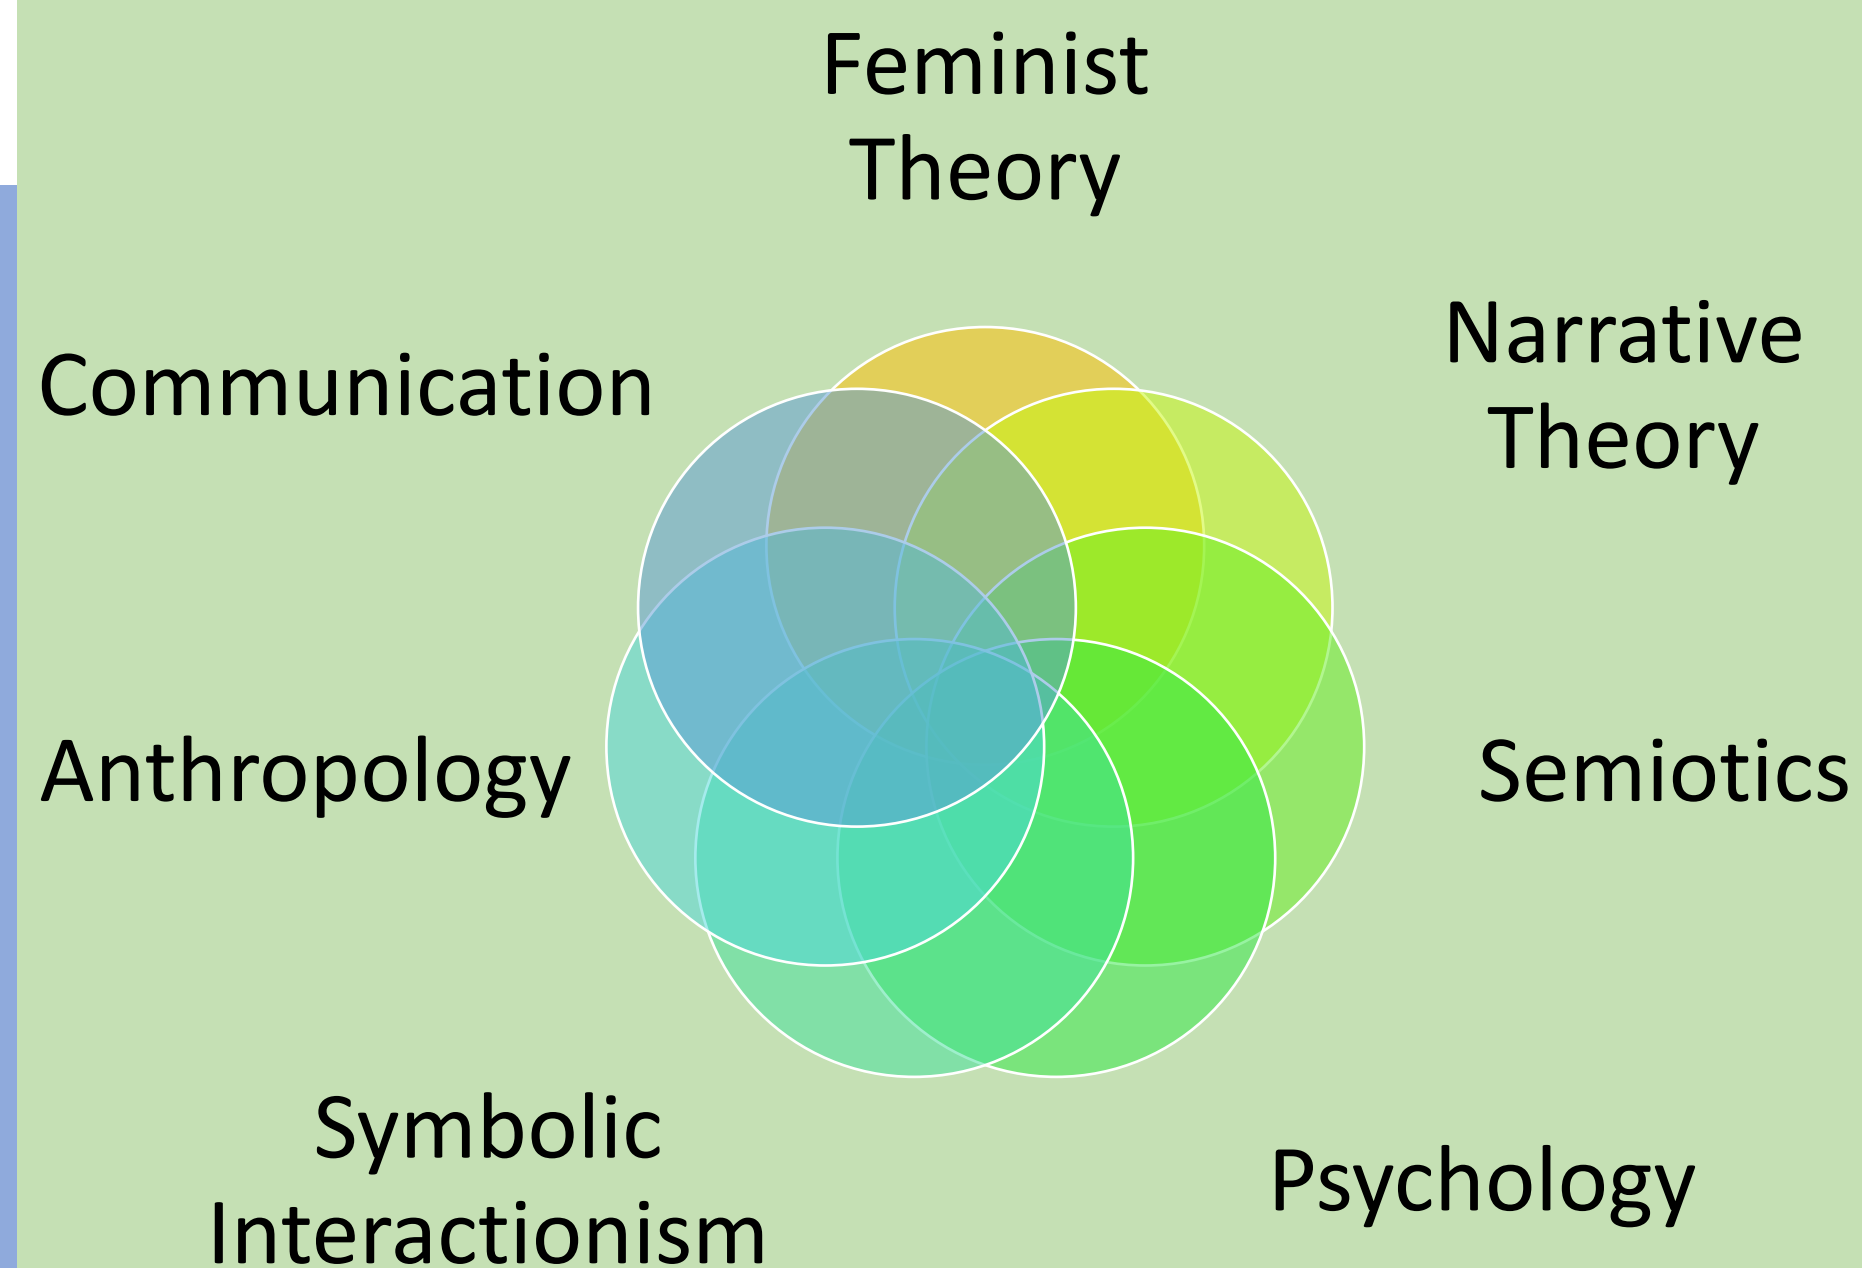 Feminist
Theory
Narrative
Theory
Communication
Anthropology
Semiotics
Symbolic
Interactionism
Psychology